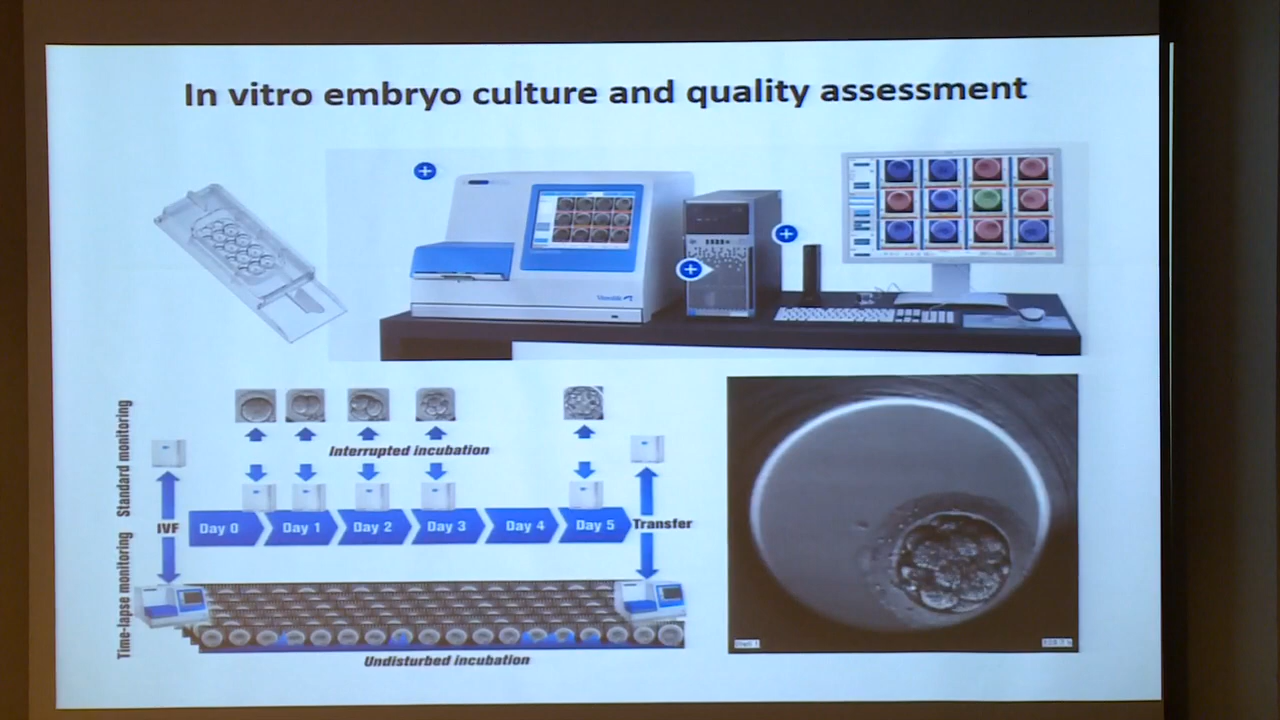 In vitro embryo culture and quality assessment
Vitrolife
Standard monitoring
Time-lapse monitoring
Interrupted incubation
IVF
Day 0
Day 1
Day 2
Day 3
Day 4
Day 5
Transfer
Undisturbed incubation